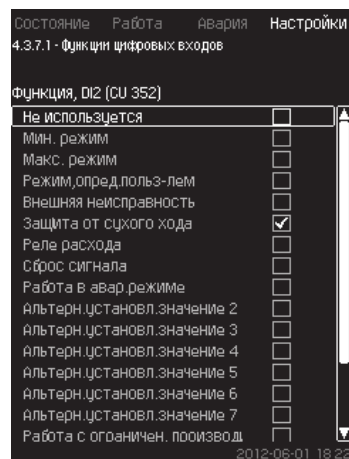 Состояние Работа Авария Настройки
4.3.7.1 - Функции цифровых входов
Функция, DI2 (CU 352)
Не используется
Мин. режим
Макс. режим
Режим,опред.польз-лем
Внешняя неисправность
Защита от сухого хода
Реле расхода
Сброс сигнала
Работа в авар.режиме
Альтерн.установл.значение 2
Альтерн.установл.значение 3
Альтерн.установл.значение 4
Альтерн.установл.значение 5
Альтерн.установл.значение 6
Альтерн.установл.значение 7
Работа с ограничен. производ
2012-06-01 18:22